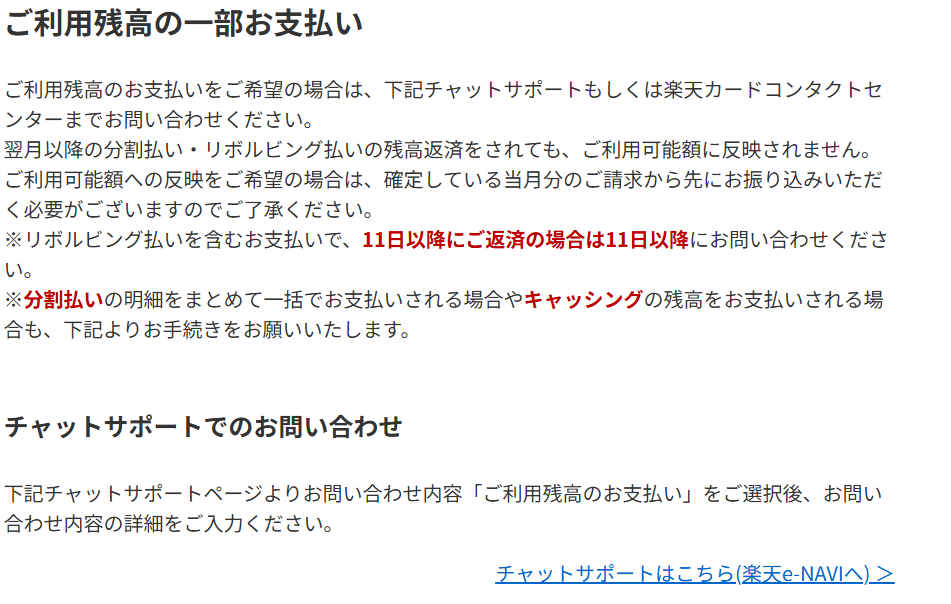 ご利用残高の一部お支払い
ご利用残高のお支払いをご希望の場合は、下記チャットサポートもしくは楽天カードコンタクトセ
ンターまでお問い合わせください。
翌月以降の分割払い・リボルビング払いの残高返済をされても、ご利用可能額に反映されません。
ご利用可能額への反映をご希望の場合は、確定している当月分のご請求から先にお振り込みいただ
く必要がございますのでご了承ください。
※リボルビング払いを含むお支払いで、11日以降にご返済の場合は11日以降にお問い合わせくださ
い。
※分割払いの明細をまとめて一括でお支払いされる場合やキャッシングの残高をお支払いされる場
合も、下記よりお手続きをお願いいたします。
チャットサポートでのお問い合わせ
下記チャットサポートページよりお問い合わせ内容「ご利用残高のお支払い」をご選択後、お問い
合わせ内容の詳細をご入力ください。
チャットサポートはこちら(楽天e-NAVIへ) ＞